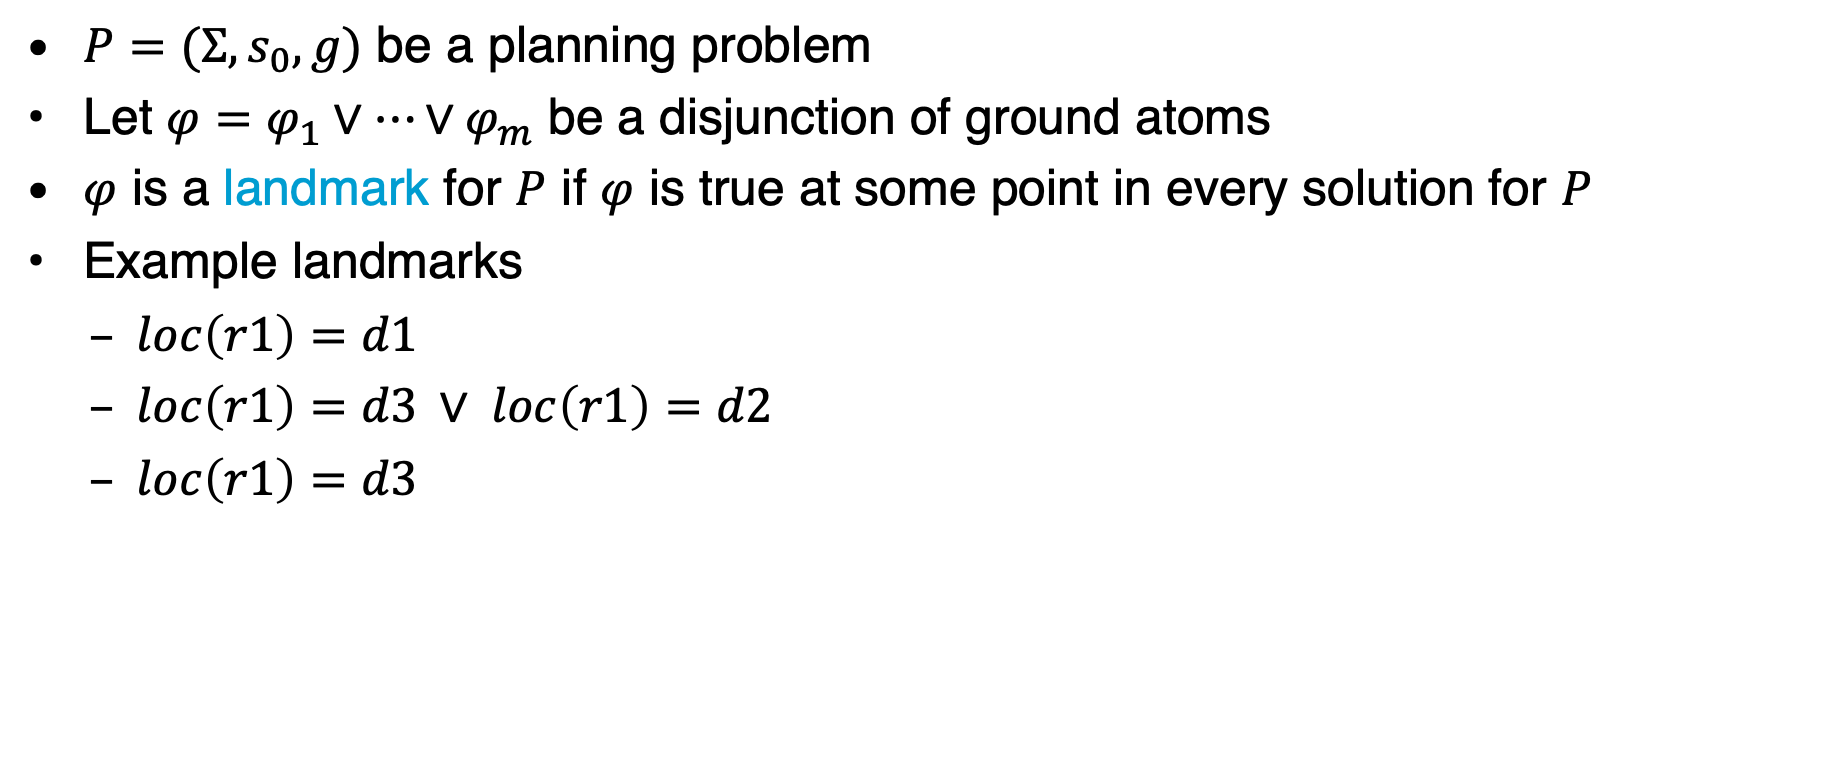 • 𝑃 = (Σ, 𝑠₀, 𝑔) be a planning problem
• Let 𝜑 = 𝜑₁ ∨ ⋯ ∨ 𝜑ₘ be a disjunction of ground atoms
• 𝜑 is a landmark for 𝑃 if 𝜑 is true at some point in every solution for 𝑃
• Example landmarks
– 𝑙𝑜𝑐(𝑟1) = 𝑑1
– 𝑙𝑜𝑐(𝑟1) = 𝑑3 ∨ 𝑙𝑜𝑐(𝑟1) = 𝑑2
– 𝑙𝑜𝑐(𝑟1) = 𝑑3